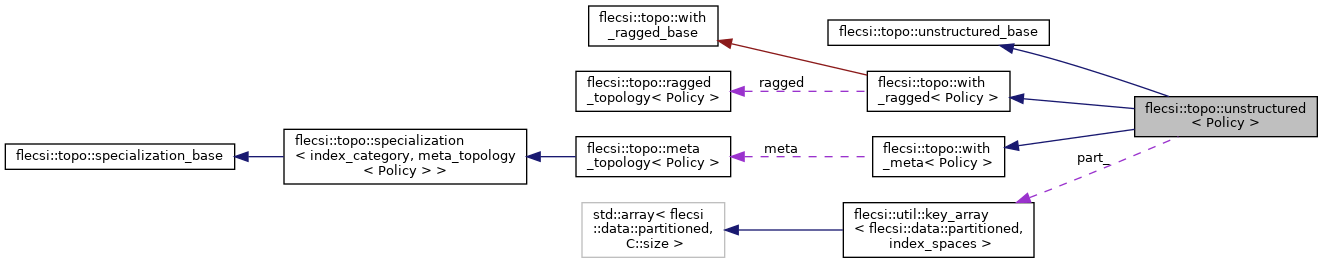 flecsi::topo::with
_ragged_base
flecsi::topo::unstructured_base
flecsi::topo::ragged
_topology< Policy >
ragged
flecsi::topo::with
_ragged< Policy >
flecsi::topo::unstructured
< Policy >
flecsi::topo::specialization_base
flecsi::topo::specialization
< index_category, meta_topology
< Policy > >
flecsi::topo::meta
_topology< Policy >
meta
flecsi::topo::with
_meta< Policy >
part_
std::array< flecsi
::data::partitioned,
C::size >
flecsi::util::key_array
< flecsi::data::partitioned,
index_spaces >